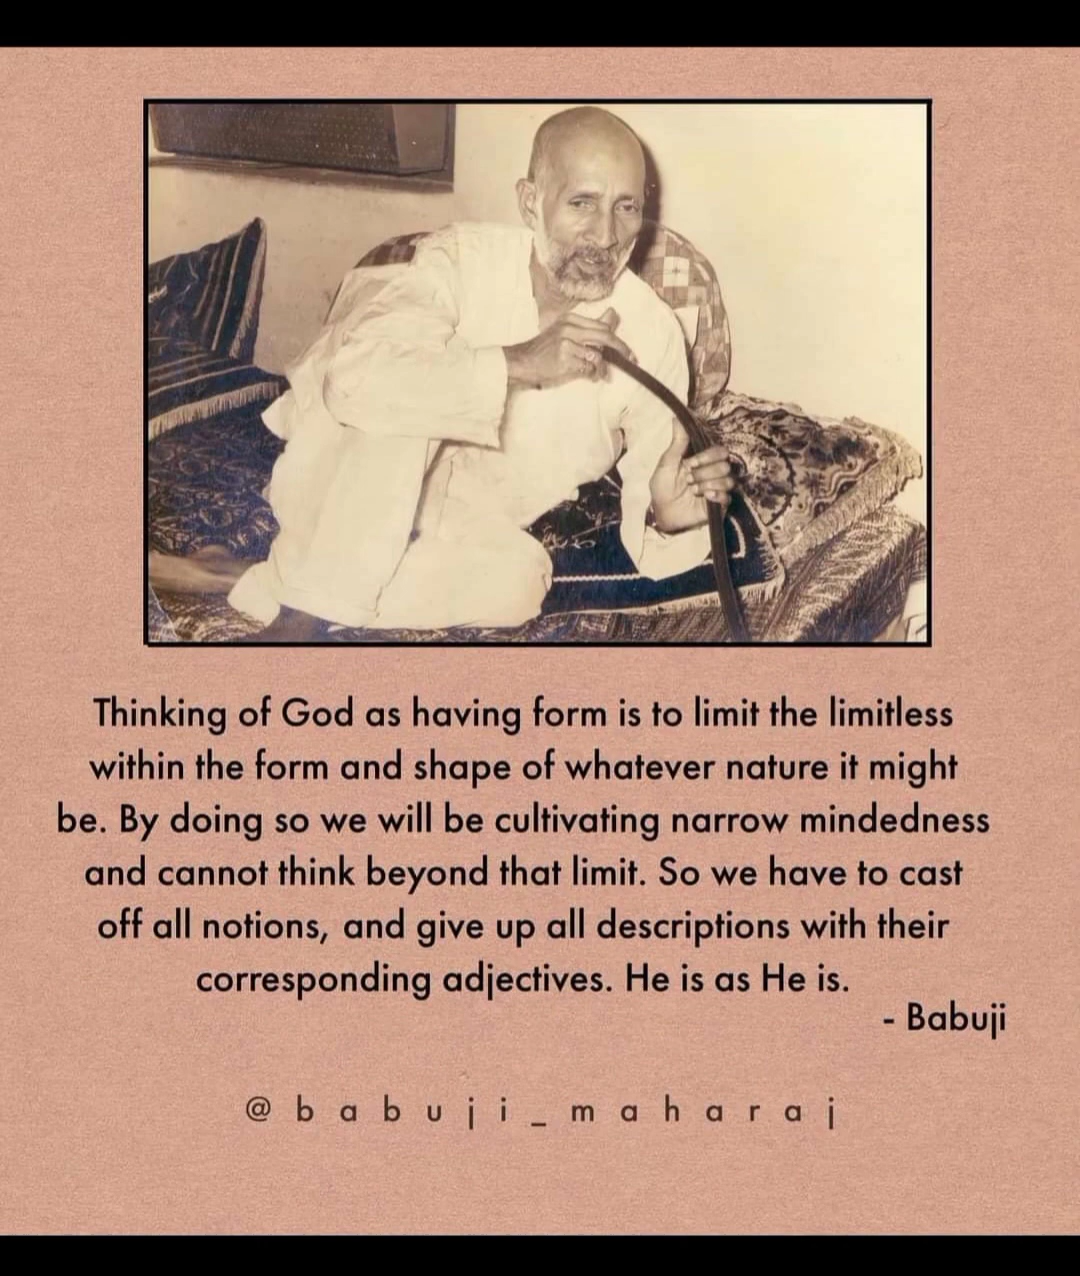 Thinking of God as having form is to limit the limitless
within the form and shape of whatever nature it might
be. By doing so we will be cultivating narrow mindedness
and cannot think beyond that limit. So we have to cast
off all notions, and give up all descriptions with their
corresponding adjectives. He is as He is.
- Babuji
@babuji_maharaj